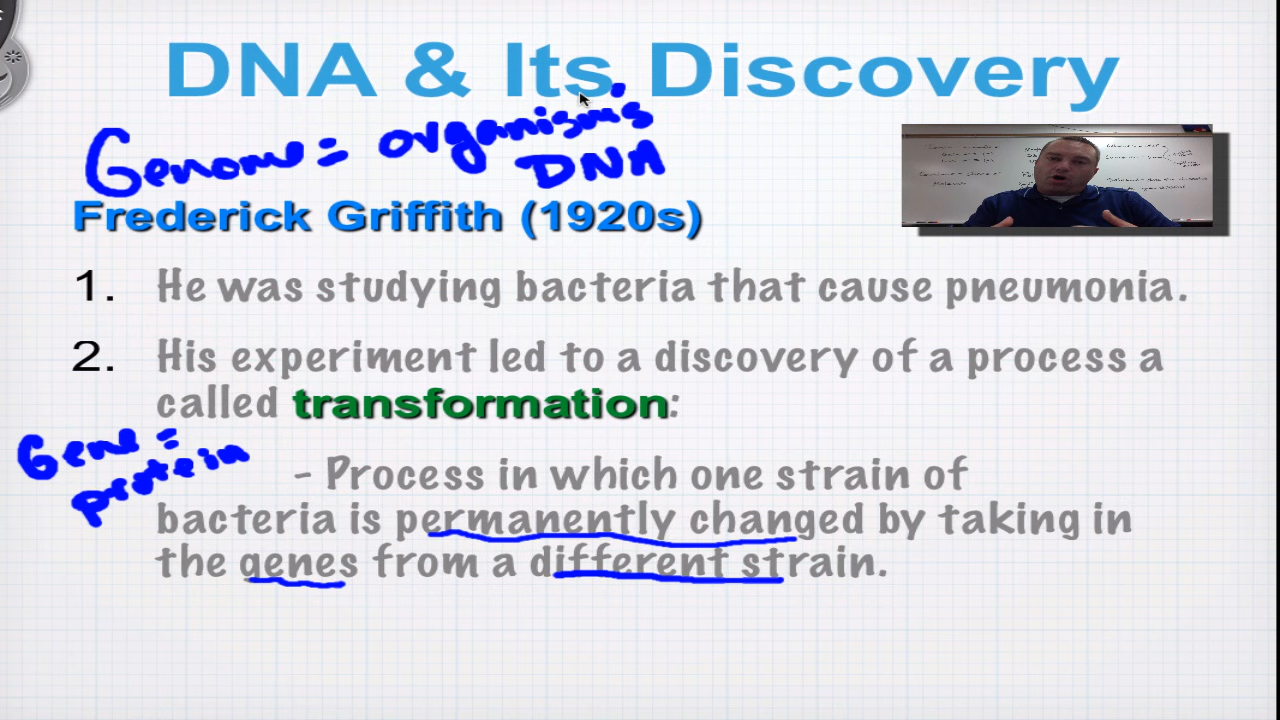 DNA & Its Discovery
Genome = organism's
DNA
Frederick Griffith (1920s)
1. He was studying bacteria that cause pneumonia.
2. His experiment led to a discovery of a process a
called transformation:
Gene =
protein
- Process in which one strain of
bacteria is permanently changed by taking in
the genes from a different strain.